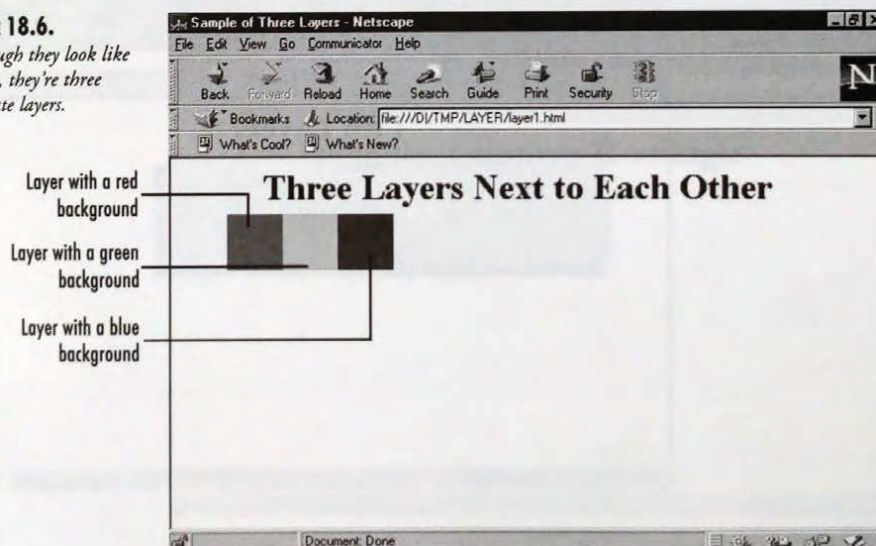 18.6.
ugh they look like
, they're three
te layers.
Sample of Three Layers - Netscape
File Edit View Go Communicator Help
Back Forward Reload Home Search Guide Print Security Stop
Bookmarks Location: file:///D|/TMP/LAYER/layer1.html
What's Cool? What's New?
N
Three Layers Next to Each Other
Layer with a red
background
Layer with a green
background
Layer with a blue
background
Document: Done